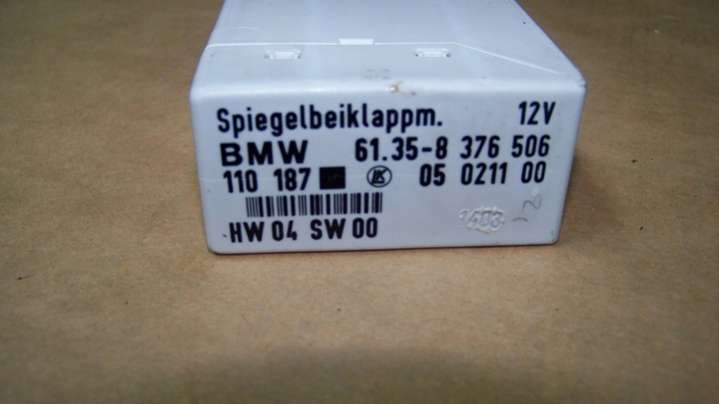 Spiegelbeiklappm. 12V
BMW 61.35-8 376 506
110 187 05 0211 00
HW 04 SW 00